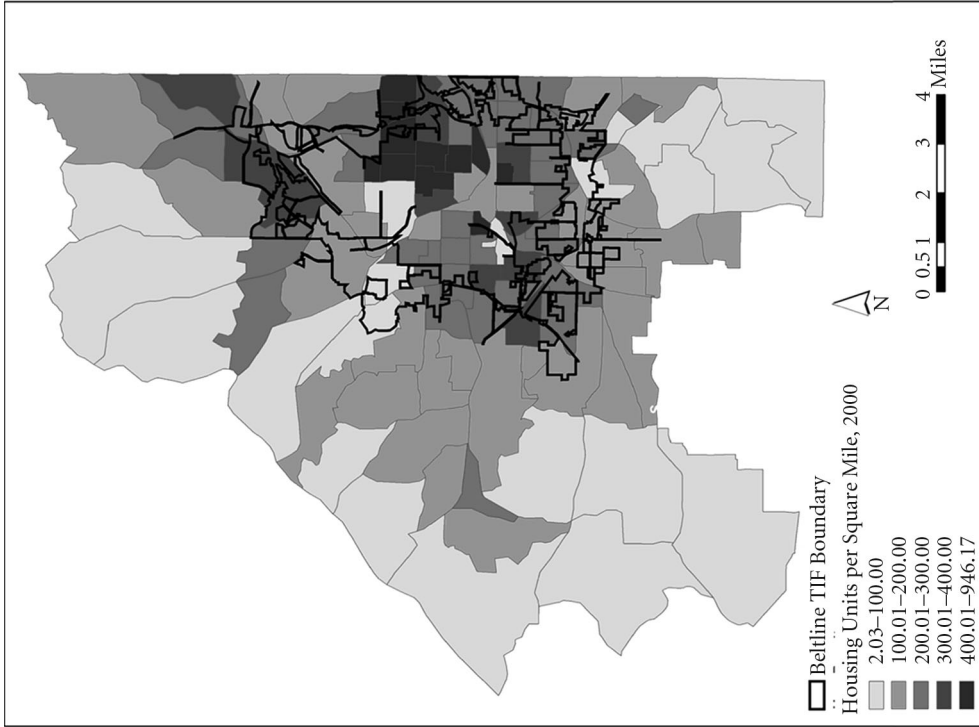 Beltline TIF Boundary
Housing Units per Square Mile, 2000
2.03–100.00
100.01–200.00
200.01–300.00
300.01–400.00
400.01–946.17
N
0 0.5 1 2 3 4
Miles